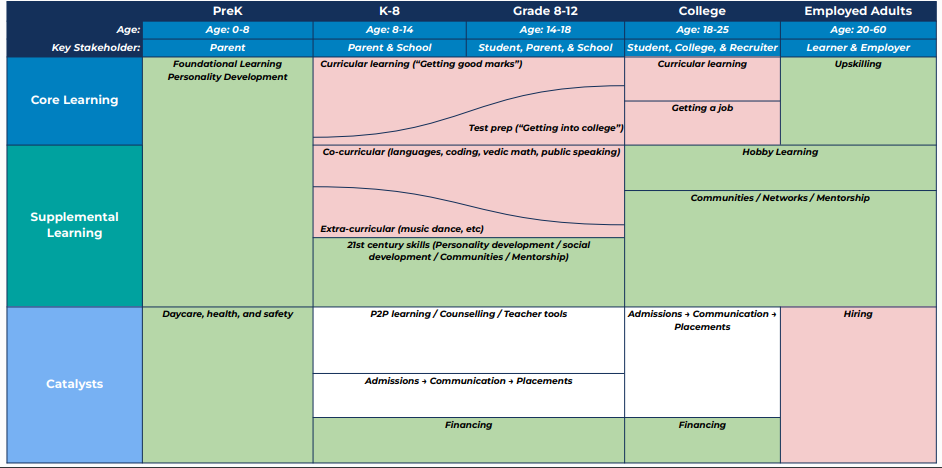 PreK K-8 Grade 8-12 College Employed Adults
Age: Age: 0-8 Age: 8-14 Age: 14-18 Age: 18-25 Age: 20-60
Key Stakeholder: Parent Parent & School Student, Parent, & School Student, College, & Recruiter Learner & Employer
Core Learning
Foundational Learning
Personality Development
Curricular learning (“Getting good marks”)
Test prep (“Getting into college”)
Curricular learning
Getting a job
Upskilling
Supplemental
Learning
Co-curricular (languages, coding, vedic math, public speaking)
Extra-curricular (music dance, etc)
21st century skills (Personality development / social
development / Communities / Mentorship)
Hobby Learning
Communities / Networks / Mentorship
Catalysts
Daycare, health, and safety
P2P learning / Counselling / Teacher tools
Admissions → Communication → Placements
Financing
Admissions → Communication →
Placements
Financing
Hiring